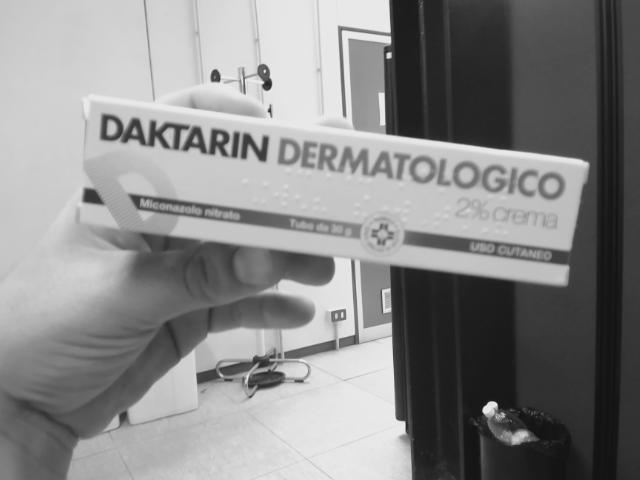 DAKTARIN DERMATOLOGICO
2% crema
Miconazolo nitrato
Tubo da 30 g
USO CUTANEO